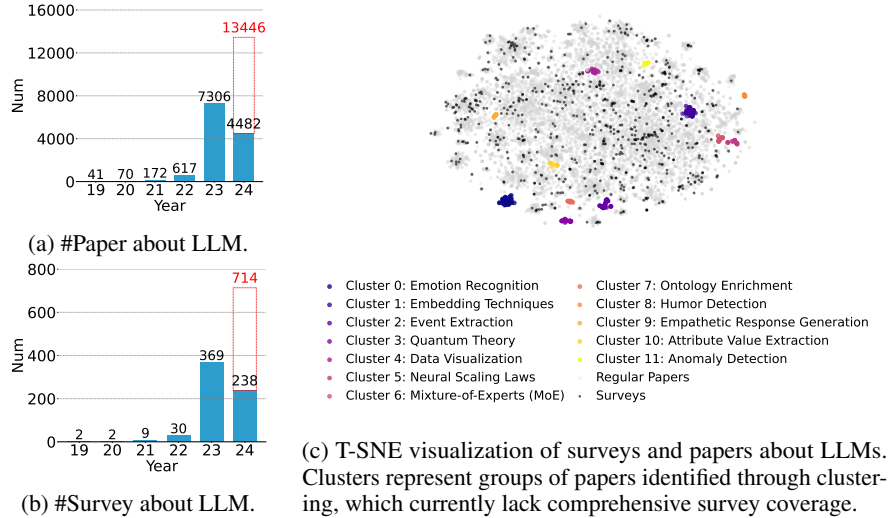 16000
12000
8000
4000
0
Num
13446
7306
4482
41
70
172
617
19 20 21 22 23 24
Year
(a) #Paper about LLM.
800
600
400
200
0
Num
714
369
238
2
2
9
30
19 20 21 22 23 24
Year
(b) #Survey about LLM.
Cluster 0: Emotion Recognition
Cluster 1: Embedding Techniques
Cluster 2: Event Extraction
Cluster 3: Quantum Theory
Cluster 4: Data Visualization
Cluster 5: Neural Scaling Laws
Cluster 6: Mixture-of-Experts (MoE)
Cluster 7: Ontology Enrichment
Cluster 8: Humor Detection
Cluster 9: Empathetic Response Generation
Cluster 10: Attribute Value Extraction
Cluster 11: Anomaly Detection
Regular Papers
Surveys
(c) T-SNE visualization of surveys and papers about LLMs.
Clusters represent groups of papers identified through cluster-
ing, which currently lack comprehensive survey coverage.